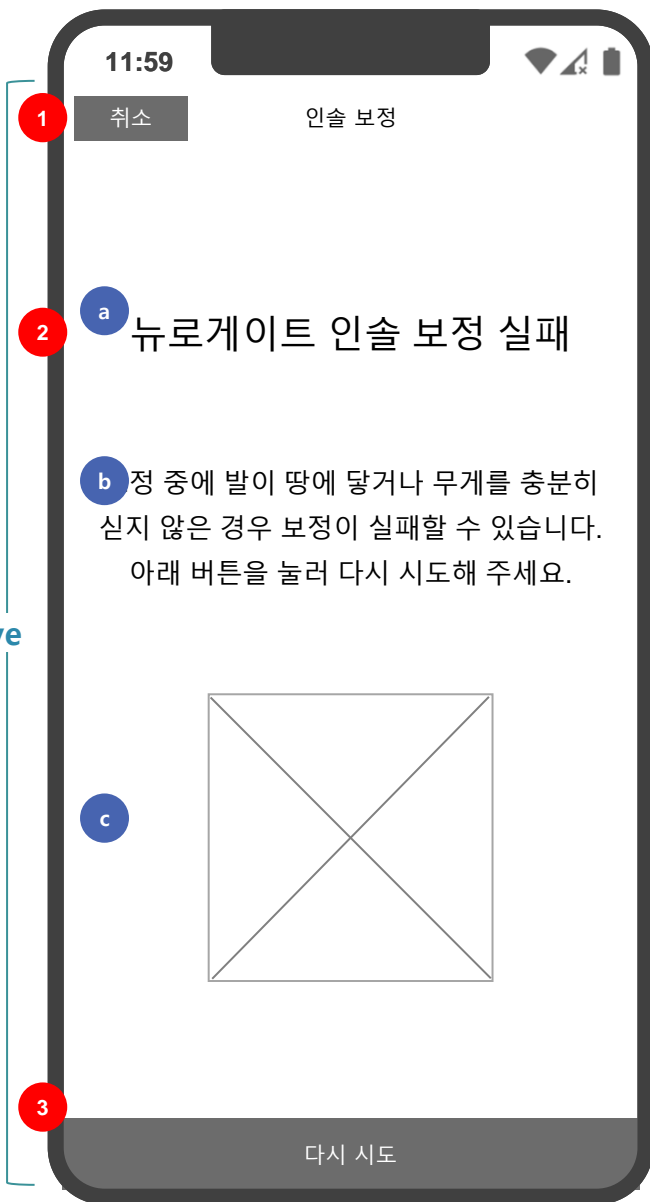 11:59
1
취소
인솔 보정
a
2
뉴로게이트 인솔 보정 실패
b
정 중에 발이 땅에 닿거나 무게를 충분히
싣지 않은 경우 보정이 실패할 수 있습니다.
아래 버튼을 눌러 다시 시도해 주세요.
c
3
다시 시도